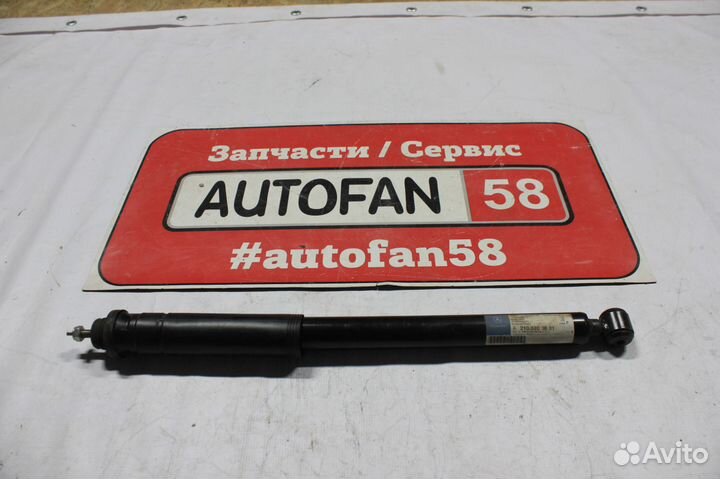 Запчасти / Сервис
AUTOFAN 58
#autofan58
Avito